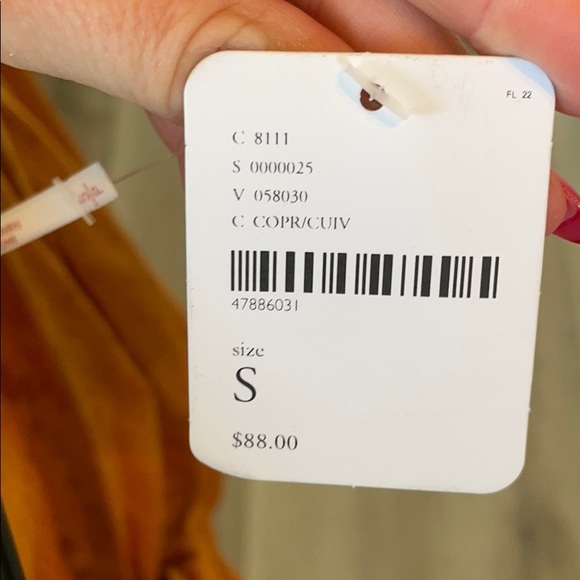 FL 22
C 8111
S 0000025
V 058030
C COPR/CUIV
47886031
size
S
$88.00